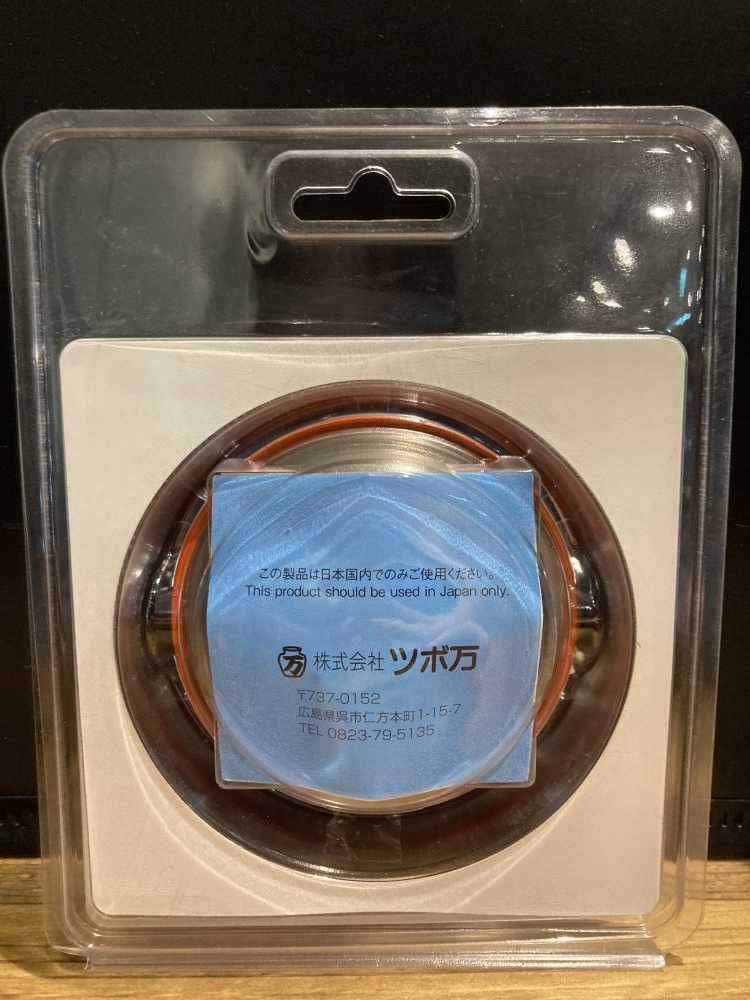 この製品は日本国内でのみご使用ください。
This product should be used in Japan only.
万 株式会社 ツボ万
〒737-0152
広島県呉市仁方本町1-15-7
TEL 0823-79-5135